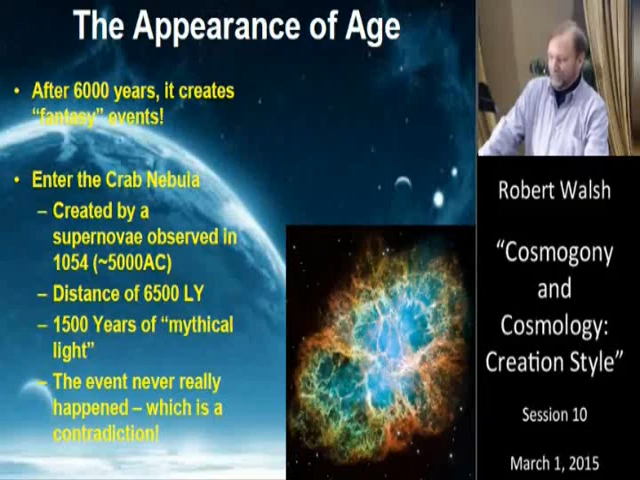 The Appearance of Age
• After 6000 years, it creates
"fantasy" events!
• Enter the Crab Nebula
– Created by a
supernovae observed in
1054 (~5000AC)
– Distance of 6500 LY
– 1500 Years of "mythical
light"
– The event never really
happened – which is a
contradiction!
Robert Walsh
"Cosmogony
and
Cosmology:
Creation Style"
Session 10
March 1, 2015